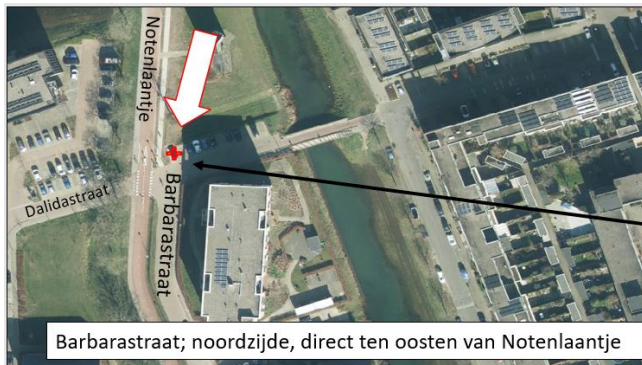 Notenlaantje
Barbarastraat
Dalidastraat
Barbarastraat; noordzijde, direct ten oosten van Notenlaantje